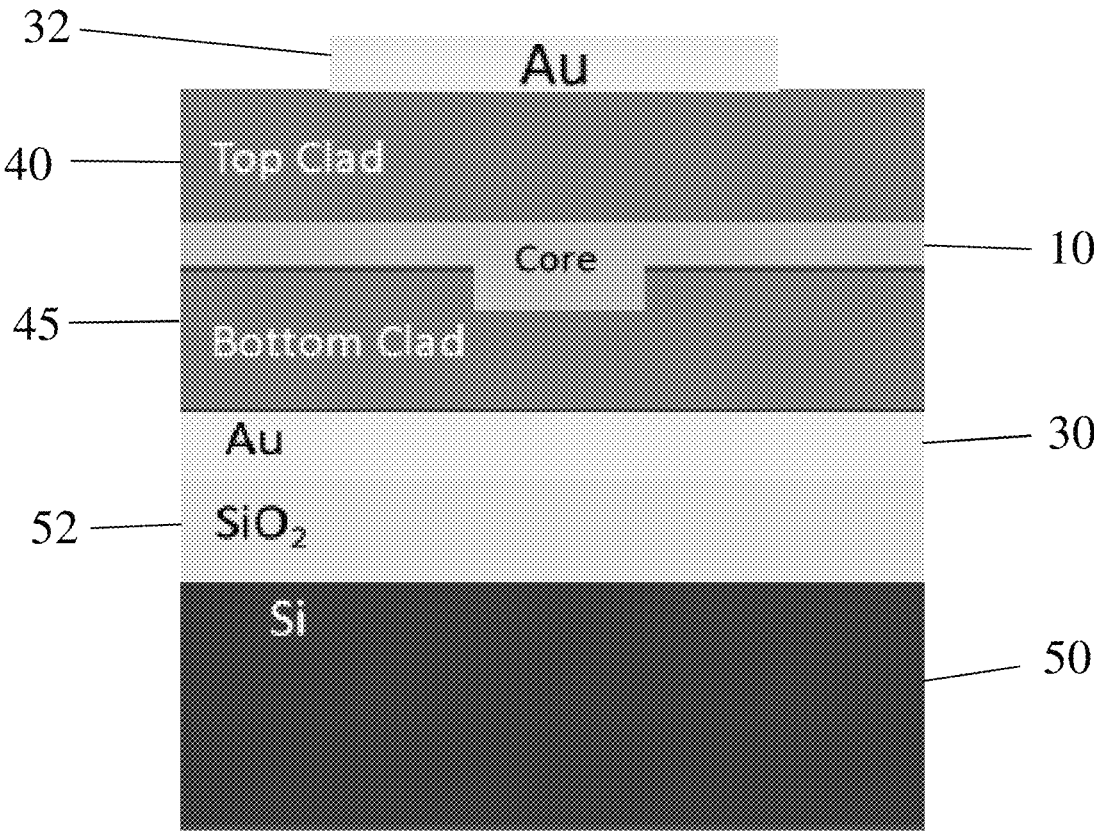 32
Au
40
Top Clad
10
Core
45
Bottom Clad
30
Au
52
SiO₂
Si
50